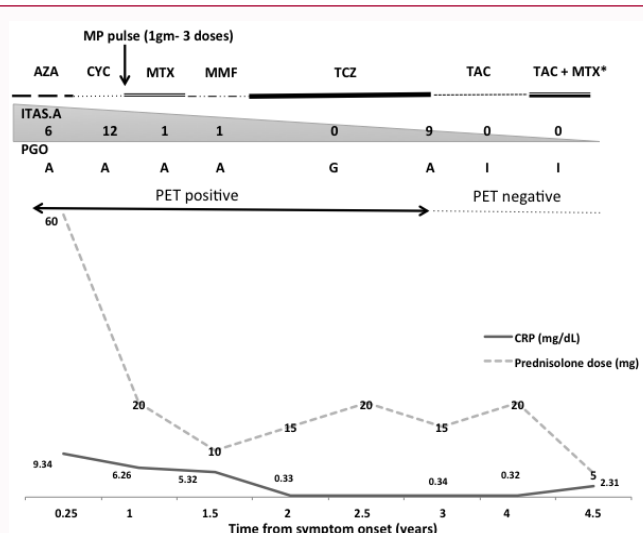 MP pulse (1gm- 3 doses)
AZA CYC MTX MMF TCZ TAC TAC + MTX*
ITAS.A
6 12 1 1 0 9 0 0
PGO
A A A A G A I I
PET positive PET negative
60
CRP (mg/dL)
Prednisolone dose (mg)
20 10 15 20 15 20 5
9.34 6.26 5.32 0.33 0.34 0.32 2.31
0.25 1 1.5 2 2.5 3 4 4.5
Time from symptom onset (years)